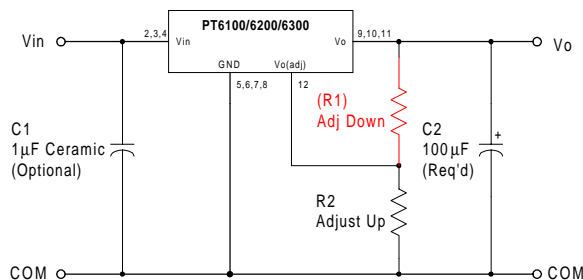 PT6100/6200/6300
Vin
2,3,4
Vin
Vo
9,10,11
Vo
GND
Vo(adj)
5,6,7,8
12
(R1)
Adj Down
C1
1μF Ceramic
(Optional)
C2
+
100μF
(Req'd)
R2
Adjust Up
COM
COM